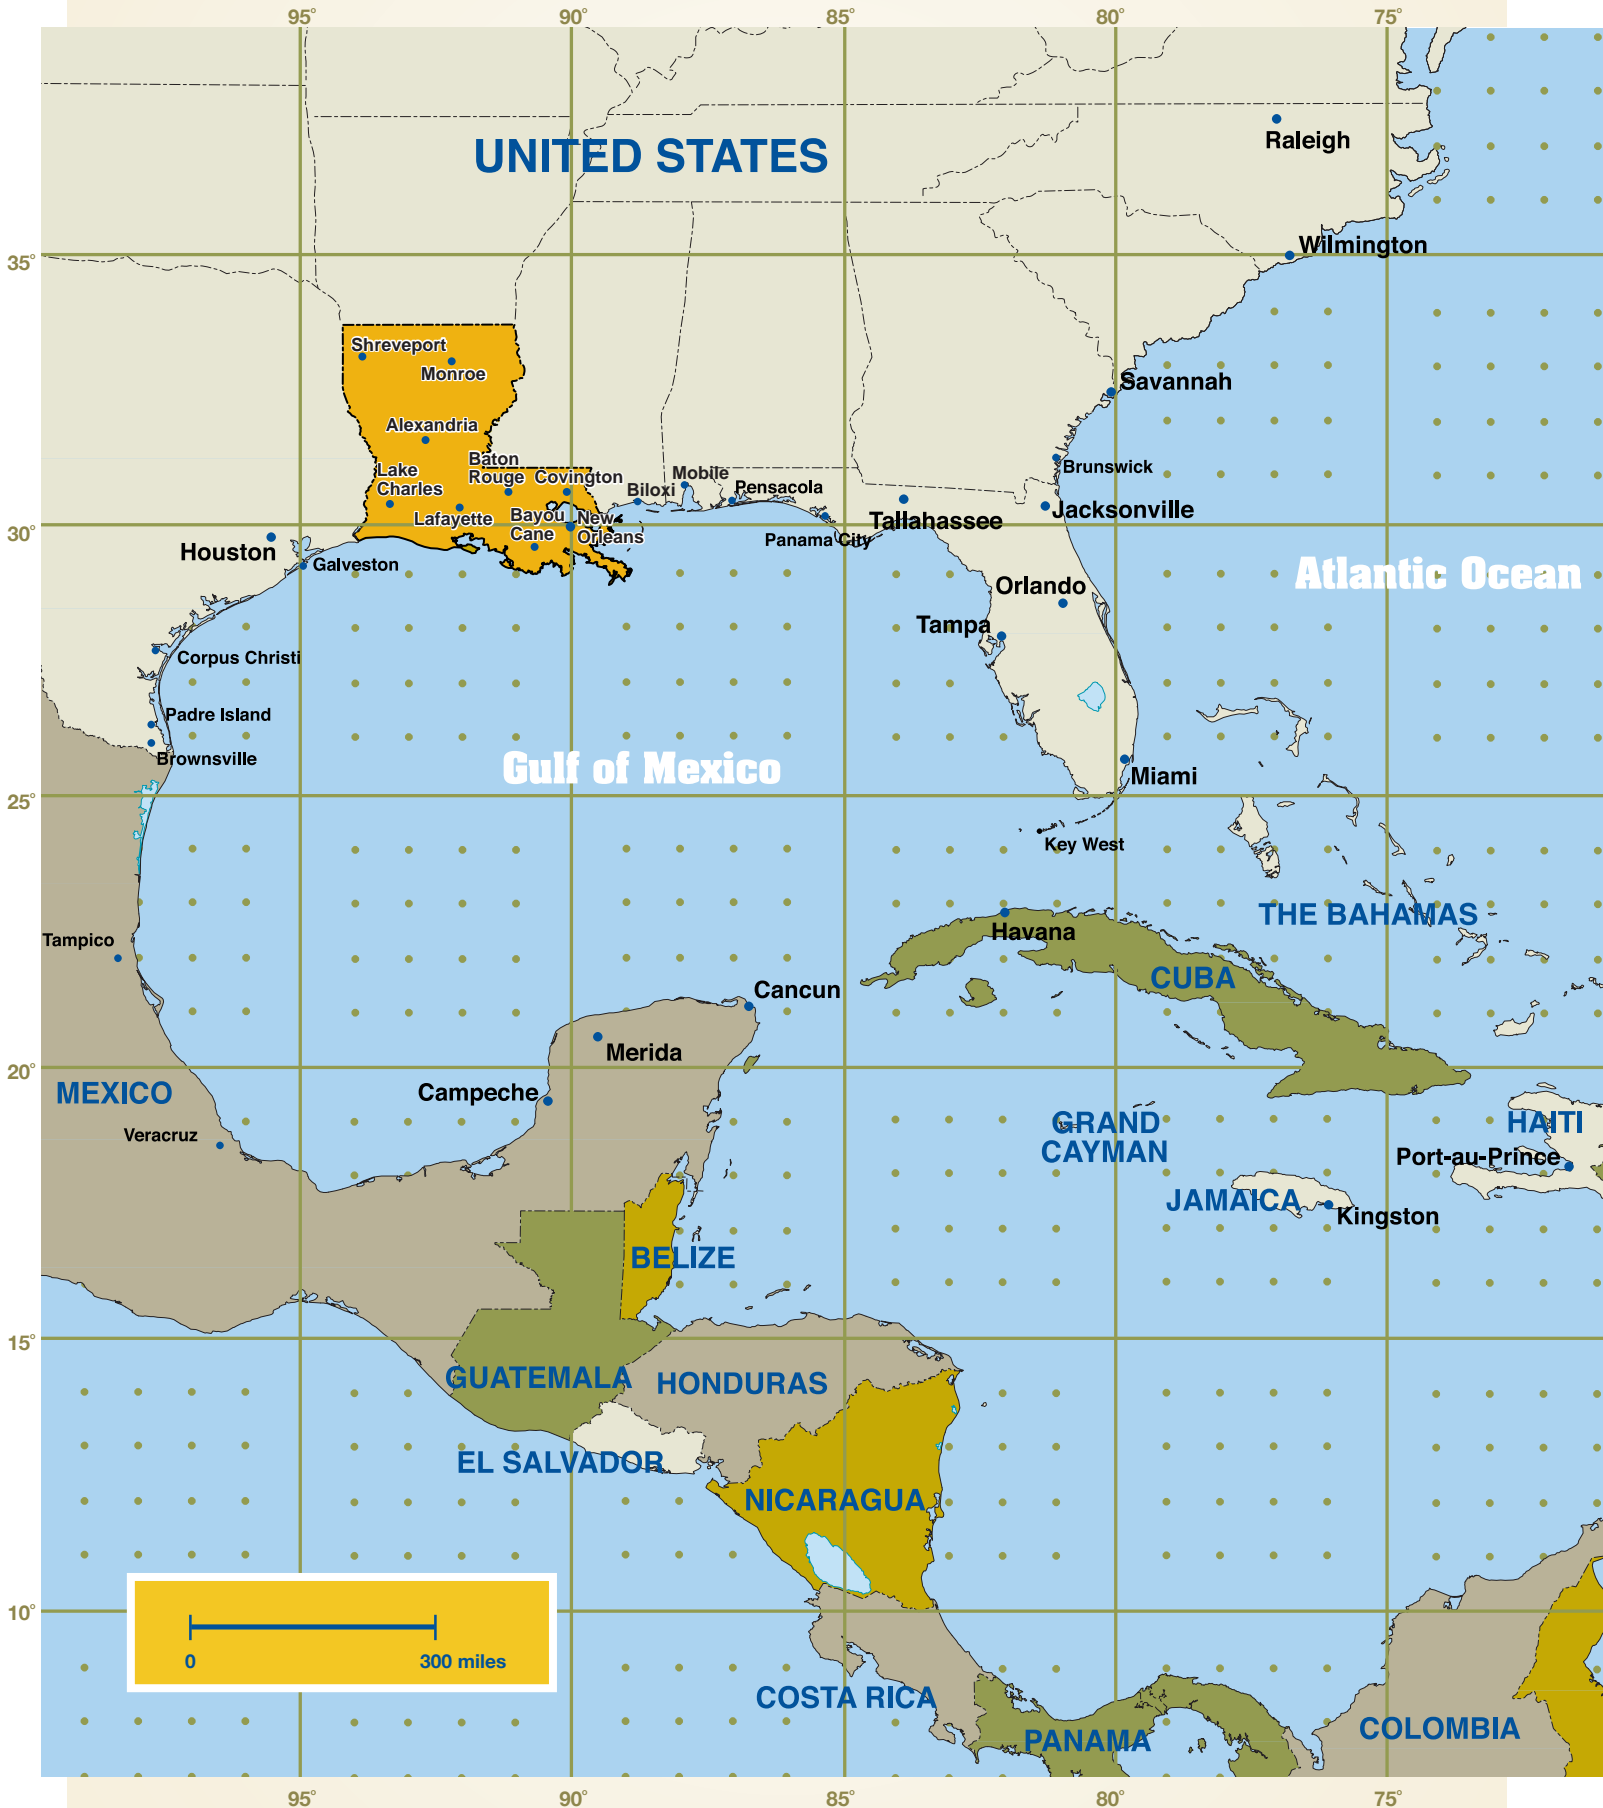 95°
90°
85°
80°
75°
UNITED STATES
Raleigh
Wilmington
35°
Shreveport
Monroe
Savannah
Alexandria
Baton
Rouge
Lake
Charles
Covington
Mobile
Brunswick
Biloxi
Pensacola
Lafayette
Bayou
Cane
New
Orleans
Tallahassee
Jacksonville
30°
Panama City
Houston
Galveston
Atlantic Ocean
Orlando
Tampa
Corpus Christi
Padre Island
Brownsville
Gulf of Mexico
Miami
25°
Key West
THE BAHAMAS
Havana
Tampico
CUBA
Cancun
Merida
20°
MEXICO
Campeche
GRAND
CAYMAN
HAITI
Veracruz
Port-au-Prince
JAMAICA
Kingston
BELIZE
15°
GUATEMALA
HONDURAS
EL SALVADOR
NICARAGUA
10°
0
300 miles
COSTA RICA
PANAMA
COLOMBIA
95°
90°
85°
80°
75°